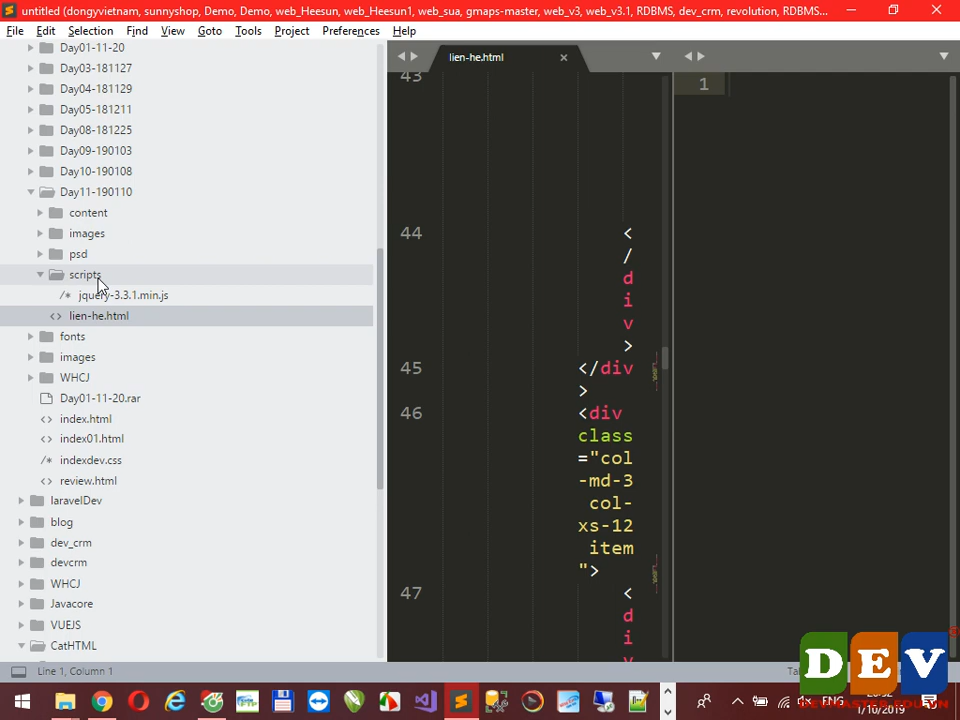 untitled (dongyvietnam, sunnyshop, Demo, Demo, web_Heesun, web_Heesun1, web_sua, gmaps-master, web_v3, web_v3.1, RDBMS, dev_crm, revolution, RDBMS...
File Edit Selection Find View Goto Tools Project Preferences Help
Day01-11-20
Day03-181127
Day04-181129
Day05-181211
Day08-181225
Day09-190103
Day10-190108
Day11-190110
content
images
psd
scripts
/* jquery-3.3.1.min.js
<> lien-he.html
fonts
images
WHCJ
Day01-11-20.rar
<> index.html
<> index01.html
/* indexdev.css
<> review.html
laravelDev
blog
dev_crm
devcrm
WHCJ
Javacore
VUEJS
CatHTML
lien-he.html
43
44 <
/
d
i
v
>
45 </div
>
46 <div
class
="col
-md-3
col-
xs-12
item
">
47 <
d
i
v
1
Line 1, Column 1
DEV
DEVMASTER.EDU.VN
ENG
1/10/2019